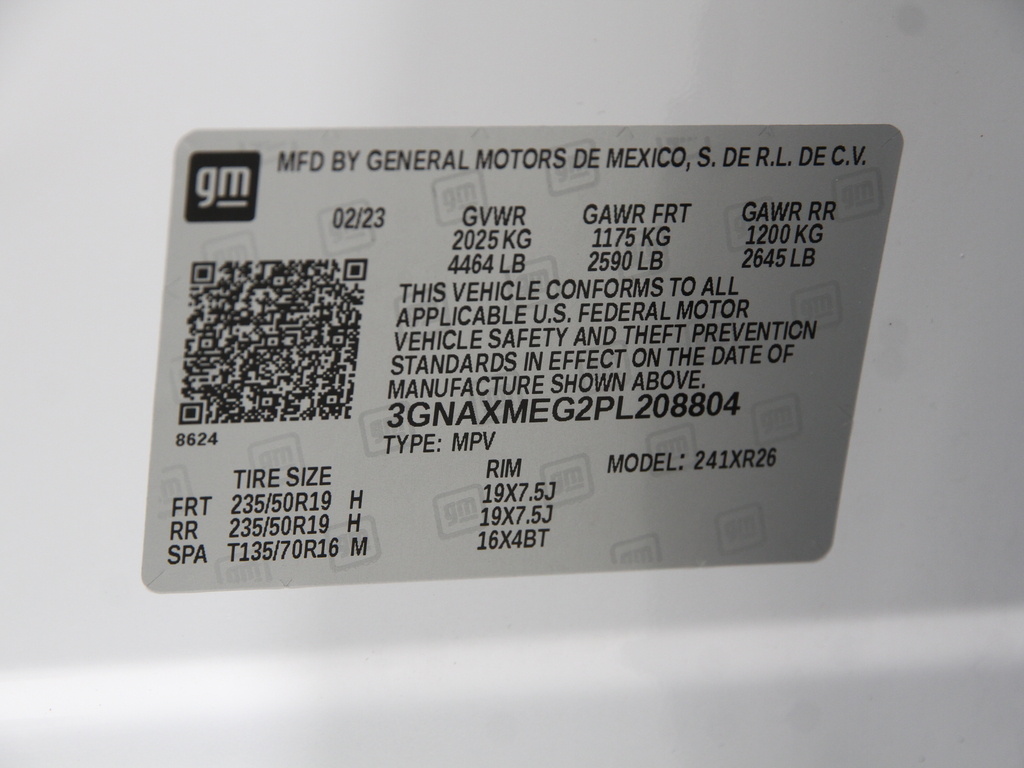 gm
MFD BY GENERAL MOTORS DE MEXICO, S. DE R.L. DE C.V.
02/23 GVWR GAWR FRT GAWR RR
2025 KG 1175 KG 1200 KG
4464 LB 2590 LB 2645 LB
THIS VEHICLE CONFORMS TO ALL
APPLICABLE U.S. FEDERAL MOTOR
VEHICLE SAFETY AND THEFT PREVENTION
STANDARDS IN EFFECT ON THE DATE OF
MANUFACTURE SHOWN ABOVE.
3GNAXMEG2PL208804
8624
TYPE: MPV
MODEL: 241XR26
TIRE SIZE RIM
FRT 235/50R19 H 19X7.5J
RR 235/50R19 H 19X7.5J
SPA T135/70R16 M 16X4BT